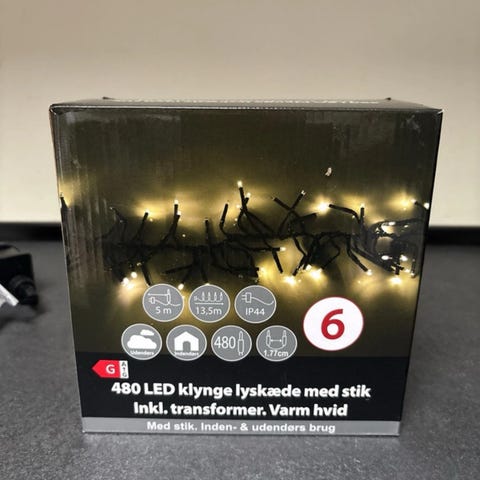 5 m
13,5m
IP44
6
Udendørs
Indendørs
480
1.77cm
G
A
G
480 LED klynge lyskæde med stik
Inkl. transformer. Varm hvid
Med stik. Inden- & udendørs brug